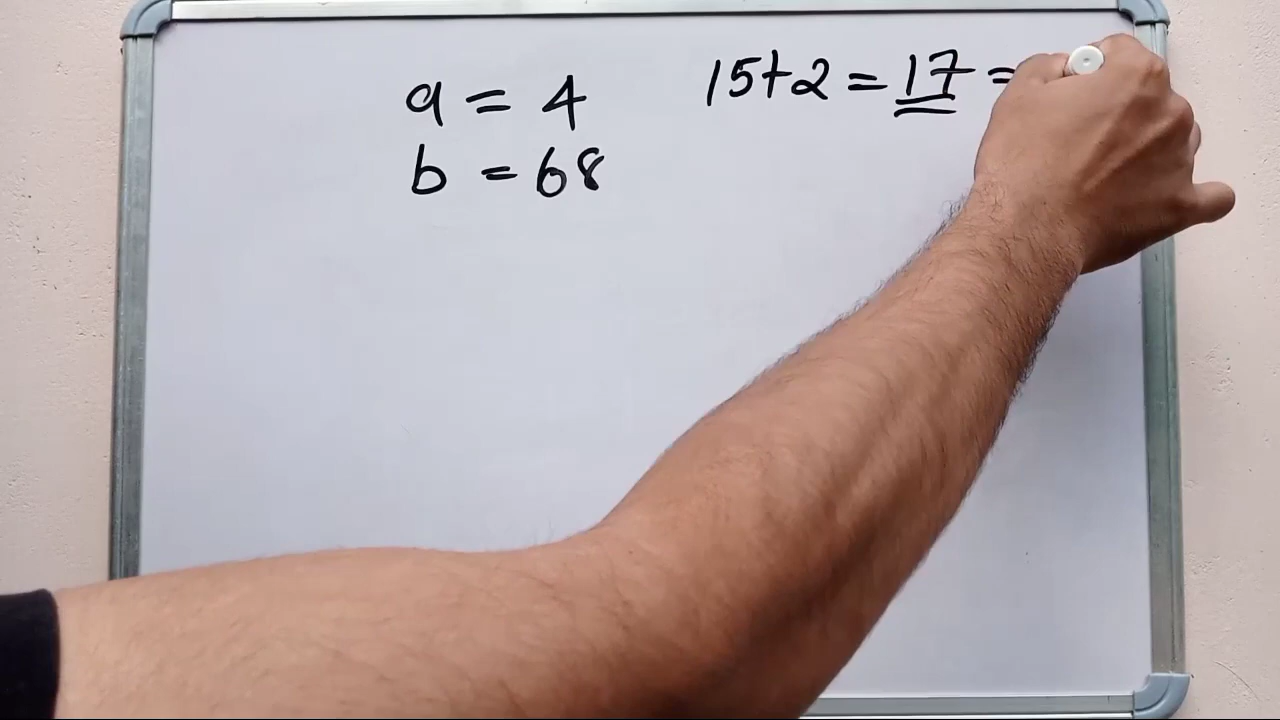 a = 4
b = 68
15+2 = 17 =